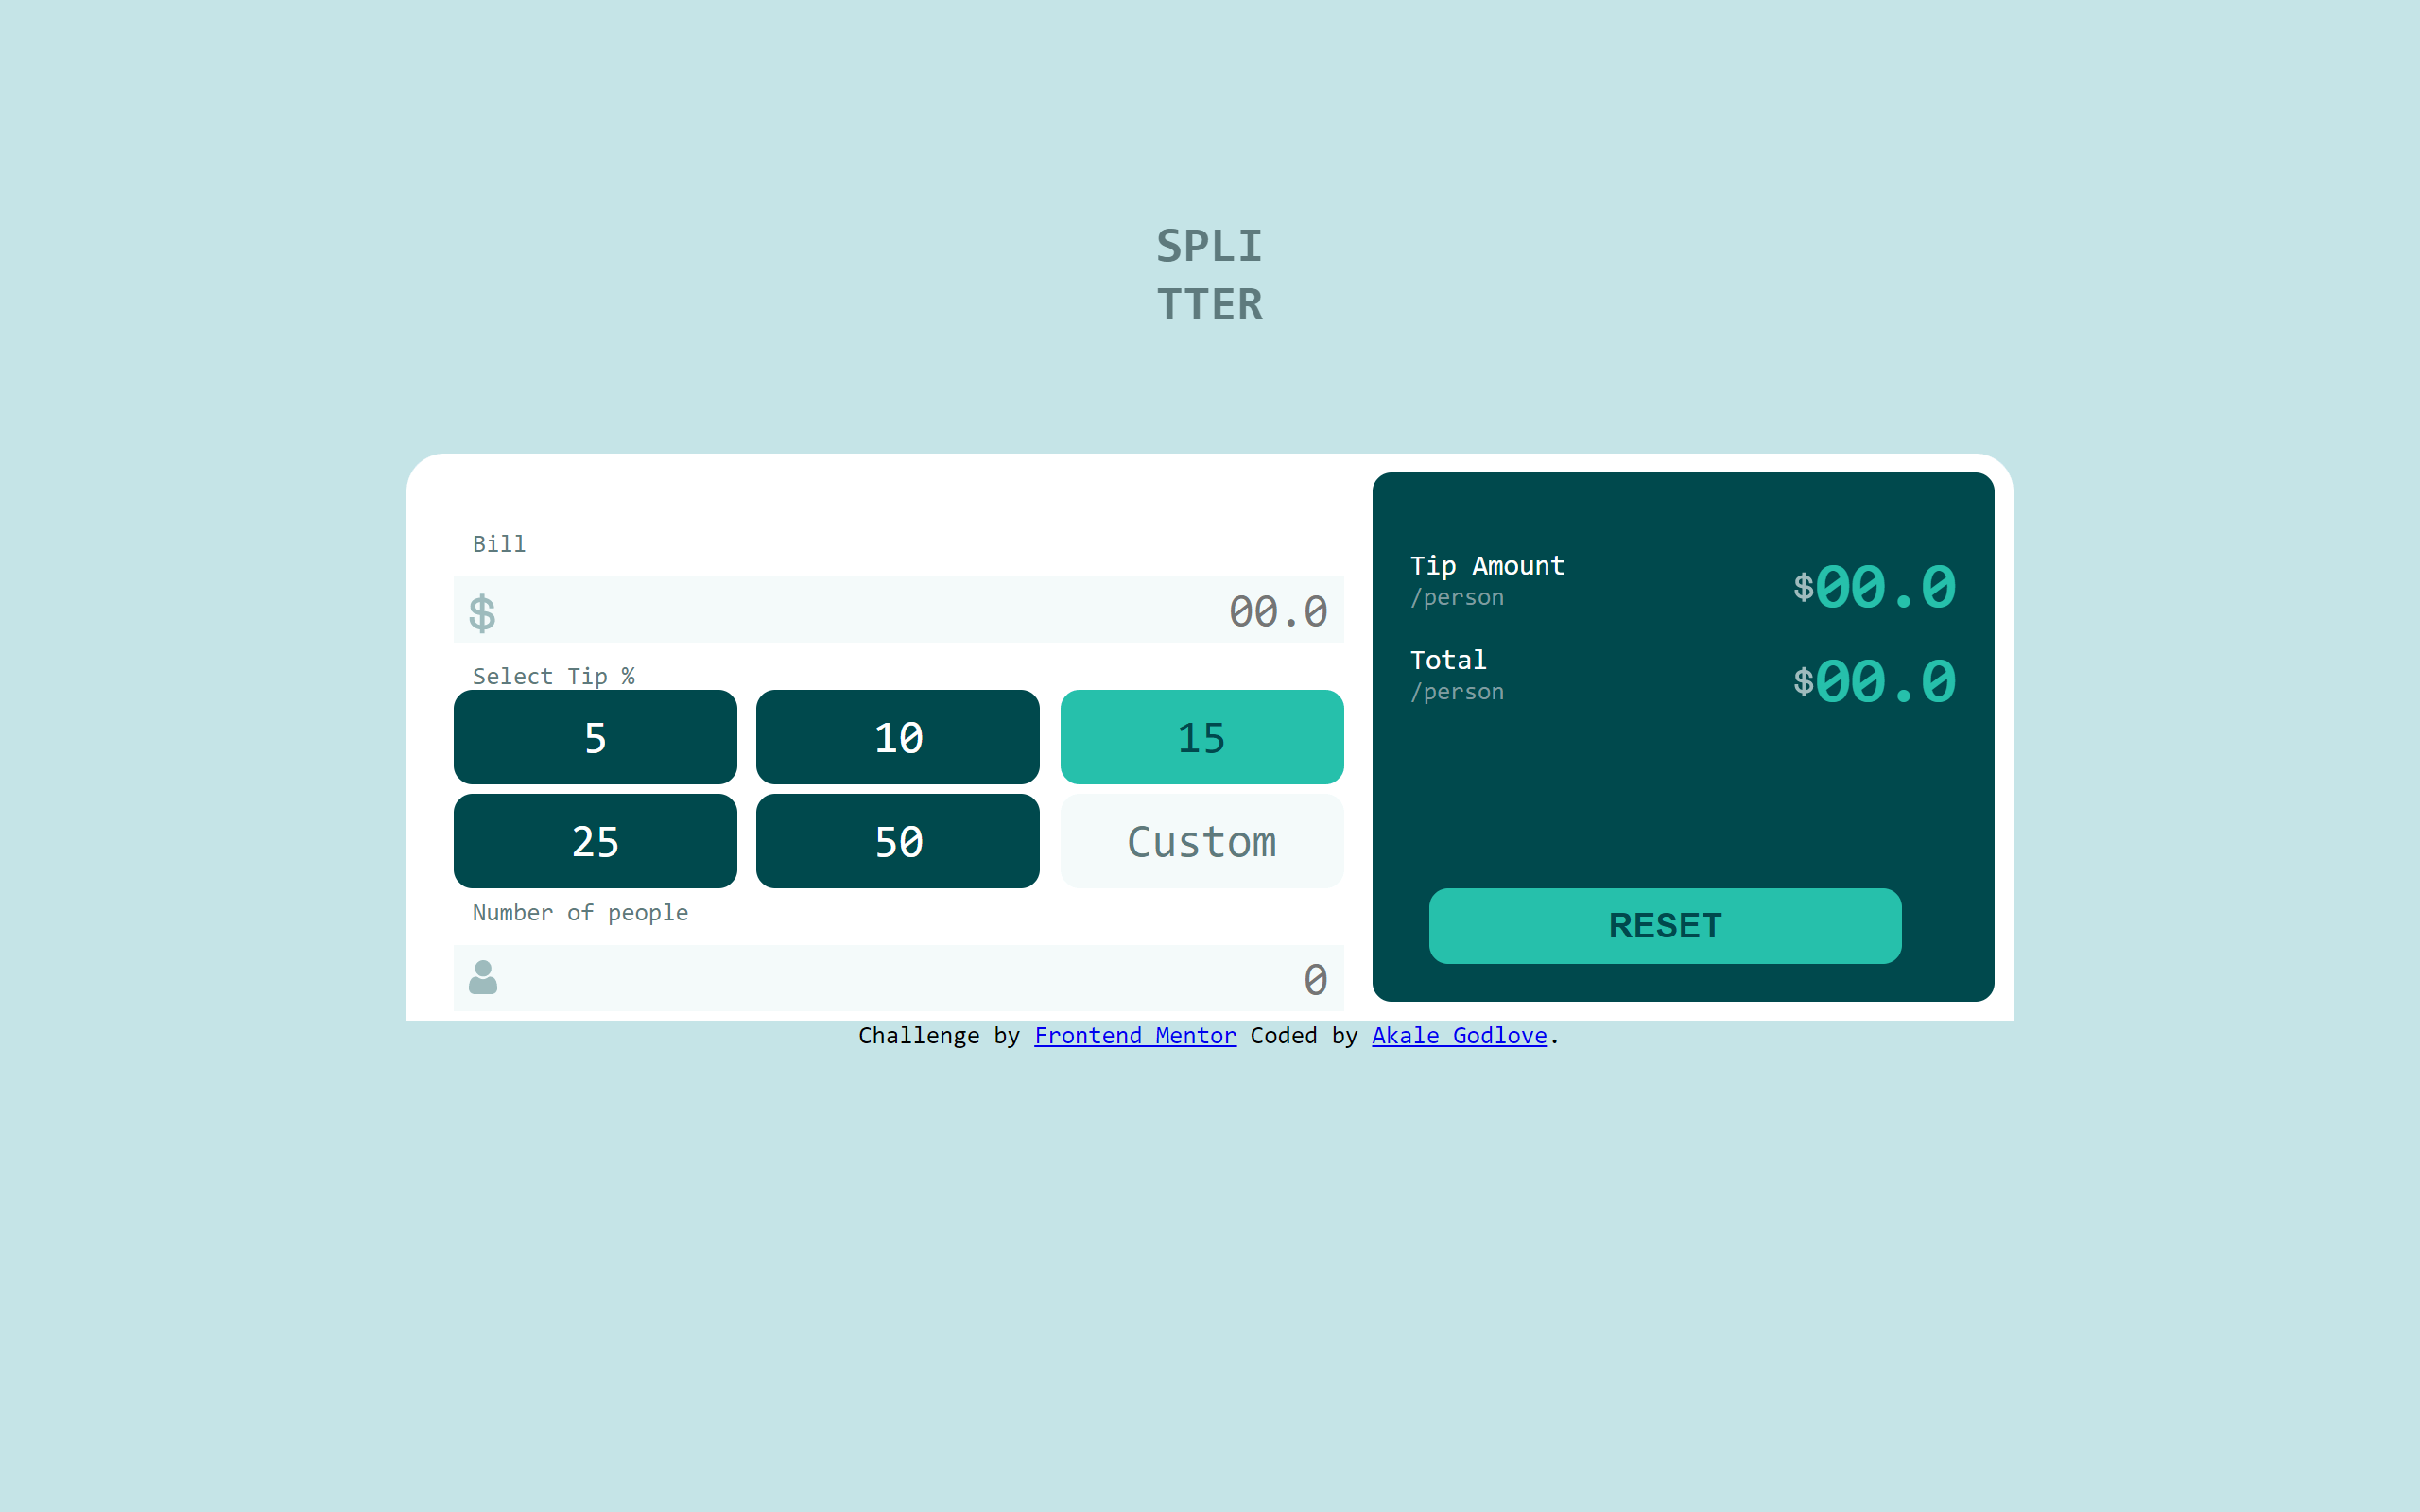 SPLI
TTER
Bill
$ 00.0
Select Tip %
5 10 15
25 50 Custom
Number of people
0
Tip Amount
/person
$00.0
Total
/person
$00.0
RESET
Challenge by Frontend Mentor Coded by Akale Godlove.